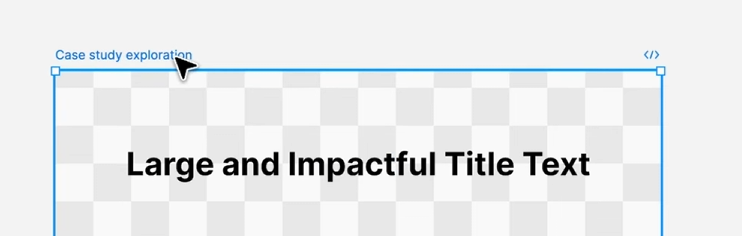 Case study exploration </>
Large and Impactful Title Text